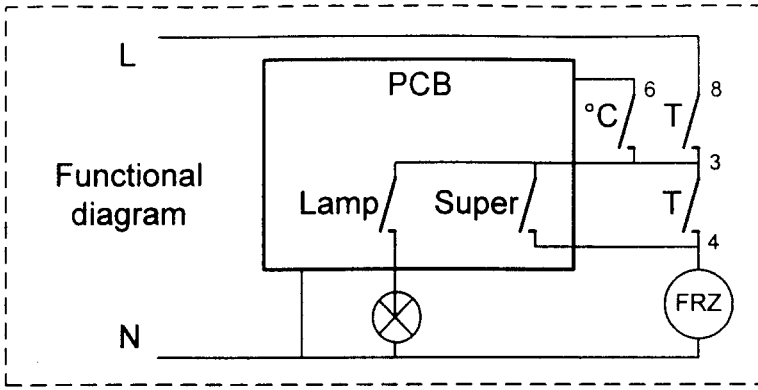 L
PCB
6
8
°C
T
3
Functional
diagram
Lamp
Super
T
4
FRZ
N